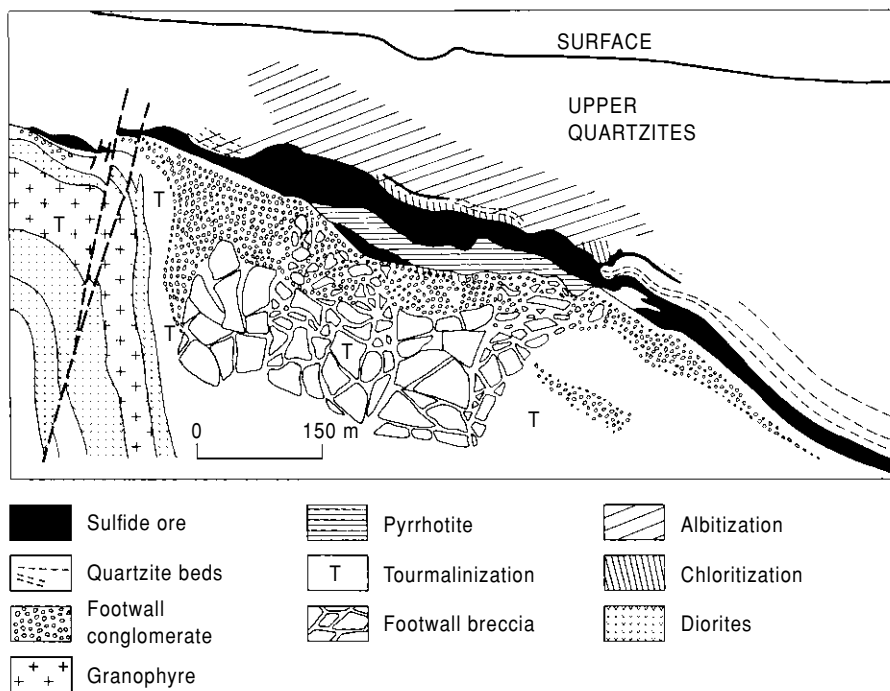 SURFACE
UPPER
QUARTZITES
T
T
T
T
T
0 150 m
Sulfide ore
Pyrrhotite
Albitization
Quartzite beds
T
Tourmalinization
Chloritization
Footwall
conglomerate
Footwall breccia
Diorites
Granophyre